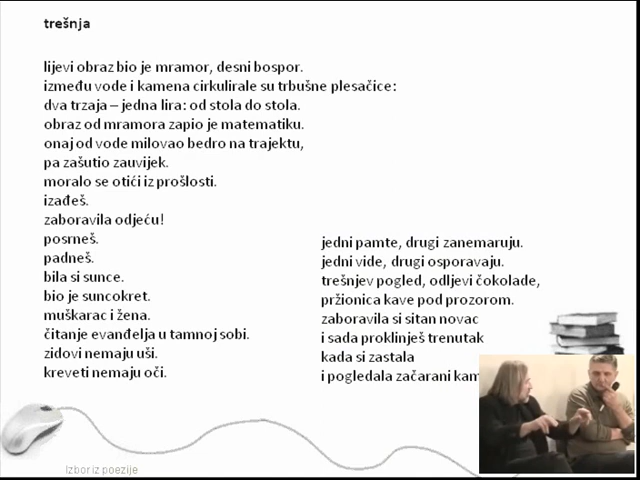 trešnja
lijevi obraz bio je mramor, desni bospor.
između vode i kamena cirkulirale su trbušne plesačice:
dva trzaja – jedna lira: od stola do stola.
obraz od mramora zapio je matematiku.
onaj od vode milovao bedro na trajektu,
pa zašutio zauvijek.
moralo se otići iz prošlosti.
izađeš.
zaboravila odjeću!
posrneš.
padneš.
bila si sunce.
bio je suncokret.
muškarac i žena.
čitanje evanđelja u tamnoj sobi.
zidovi nemaju uši.
kreveti nemaju oči.
jedni pamte, drugi zanemaruju.
jedni vide, drugi osporavaju.
trešnjev pogled, odljevi čokolade,
pržionica kave pod prozorom.
zaboravila si sitan novac
i sada proklinješ trenutak
kada si zastala
i pogledala začarani
Izbor iz poezije